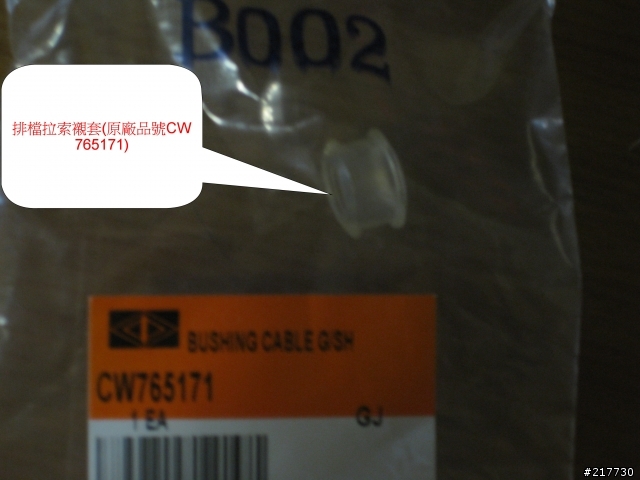 B002
排檔拉索襯套(原廠品號CW
765171)
BUSHING CABLE G/SH
CW765171
1 EA
GJ
#217730